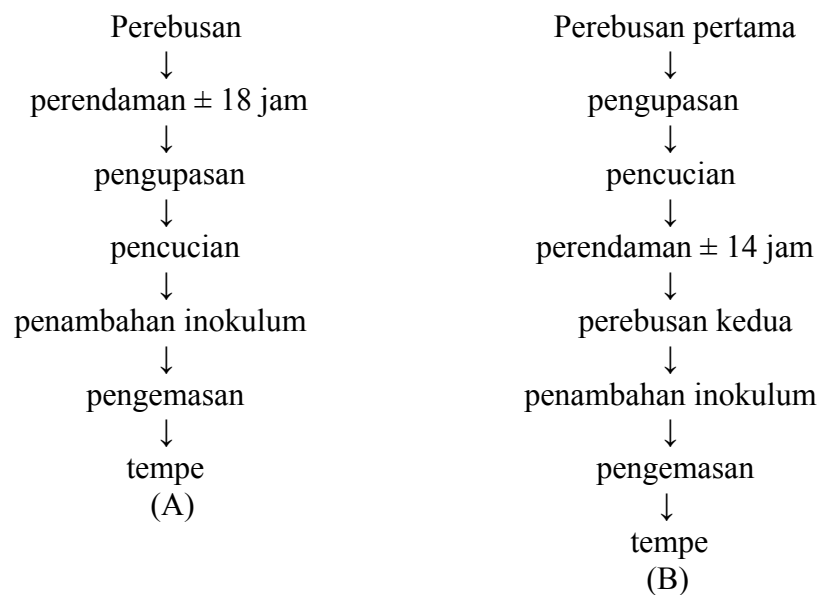 Perebusan
↓
perendaman ± 18 jam
↓
pengupasan
↓
pencucian
↓
penambahan inokulum
↓
pengemasan
↓
tempe
(A)
Perebusan pertama
↓
pengupasan
↓
pencucian
↓
perendaman ± 14 jam
↓
perebusan kedua
↓
penambahan inokulum
↓
pengemasan
↓
tempe
(B)